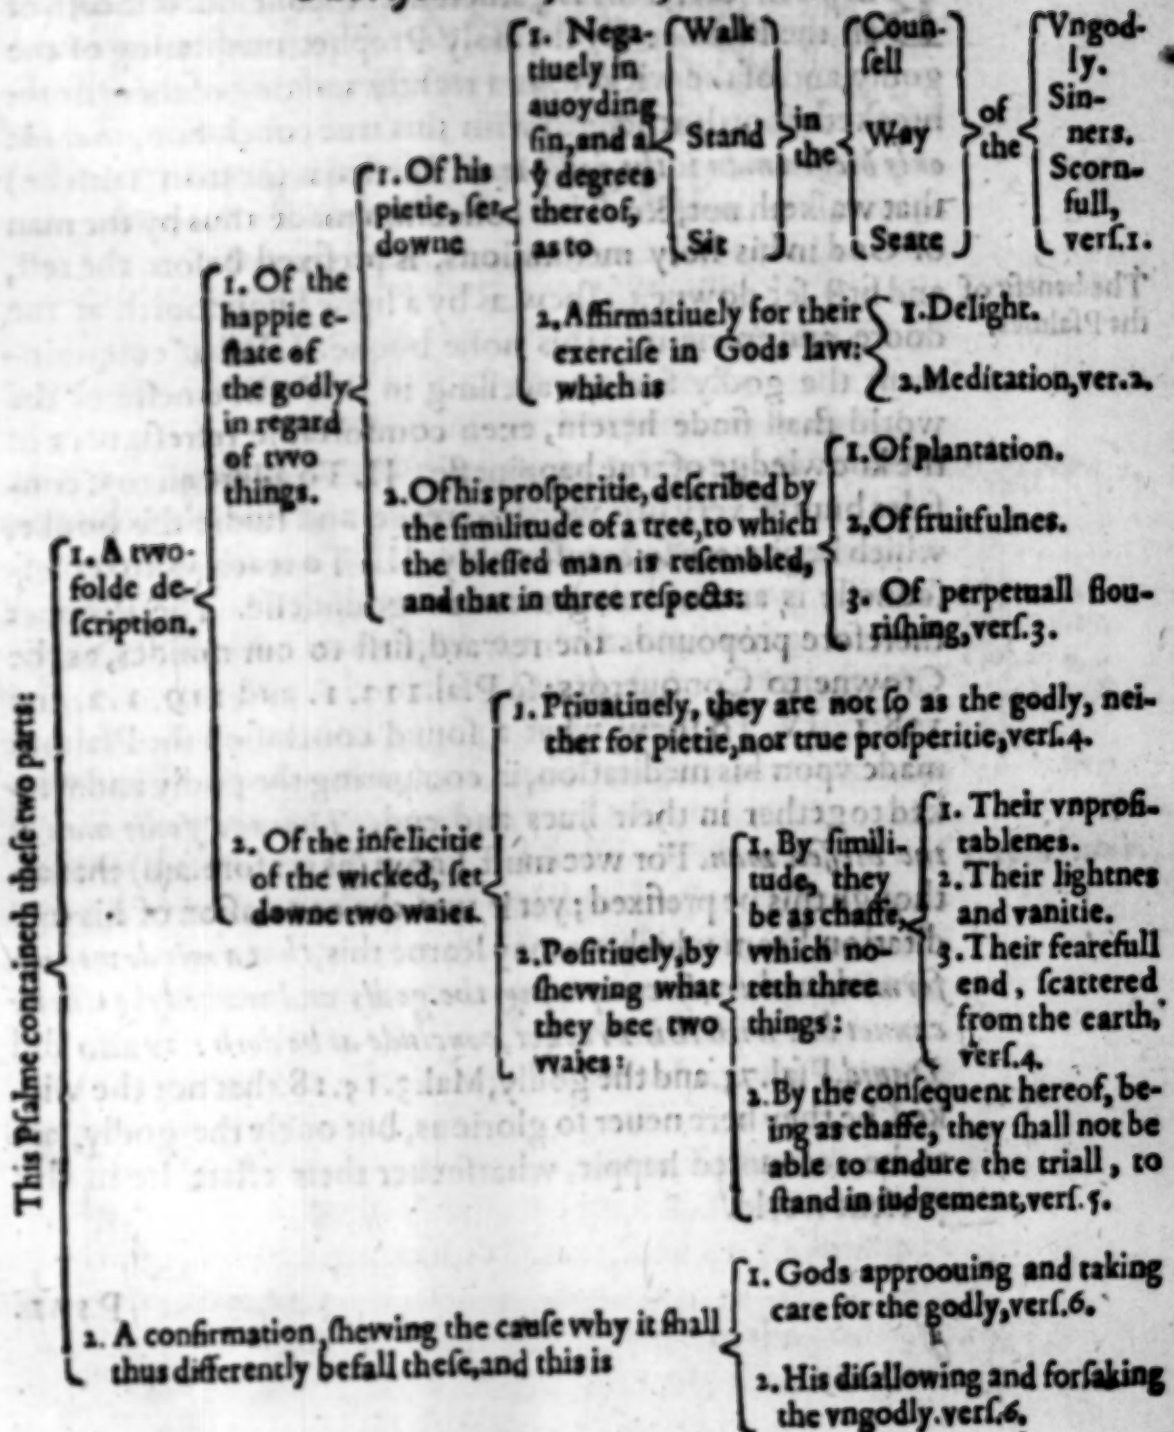 This Psalme containeth these two parts:
1. A two-
folde de-
scription.
1. Of the
happie e-
state of
the godly
in regard
of two
things.
1. Of his
pietie, set
downe
1. Nega-
tiuely in
auoyding
sin, and al
ẏ degrees
thereof,
as to
Walk
Stand
Sit
in
the
Coun-
sell
Way
Seate
of
the
Vngod-
ly.
Sin-
ners.
Scorn-
full,
vers.1.
2. Affirmatiuely for their
exercise in Gods law:
which is
1. Delight.
2. Meditation, ver.2.
2. Of his prosperitie, described by
the similitude of a tree, to which
the blessed man is resembled,
and that in three respects:
1. Of plantation.
2. Of fruitfulnes.
3. Of perpetuall flou-
rishing, vers.3.
2. Of the infelicitie
of the wicked, set
downe two waies.
1. Priuatiuely, they are not so as the godly, nei-
ther for pietie, nor true prosperitie, vers.4.
2. Positiuely, by
shewing what
they bee two
waies:
1. By simili-
tude, they
be as chaffe,
which no-
teth three
things:
1. Their vnprofi-
tablenes.
2. Their lightnes
and vanitie.
3. Their fearefull
end, scattered
from the earth,
vers.4.
2. By the consequent hereof, be-
ing as chaffe, they shall not be
able to endure the triall, to
stand in iudgement, vers.5.
2. A confirmation, shewing the cause why it shall
thus differently befall these, and this is
1. Gods approouing and taking
care for the godly, vers.6.
2. His disallowing and forsaking
the vngodly. vers.6.